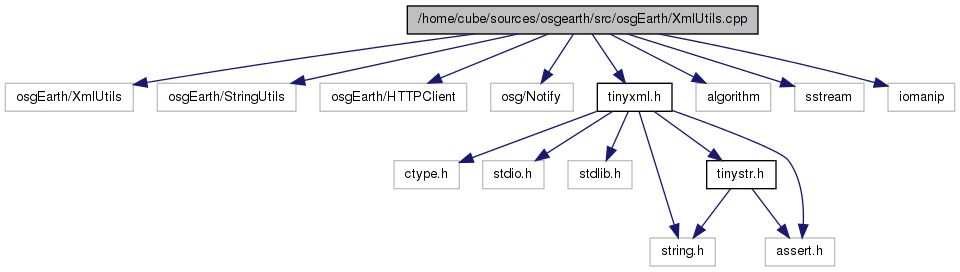 /home/cube/sources/osgearth/src/osgEarth/XmlUtils.cpp
osgEarth/XmlUtils
osgEarth/StringUtils
osgEarth/HTTPClient
osg/Notify
tinyxml.h
algorithm
sstream
iomanip
ctype.h
stdio.h
stdlib.h
tinystr.h
string.h
assert.h